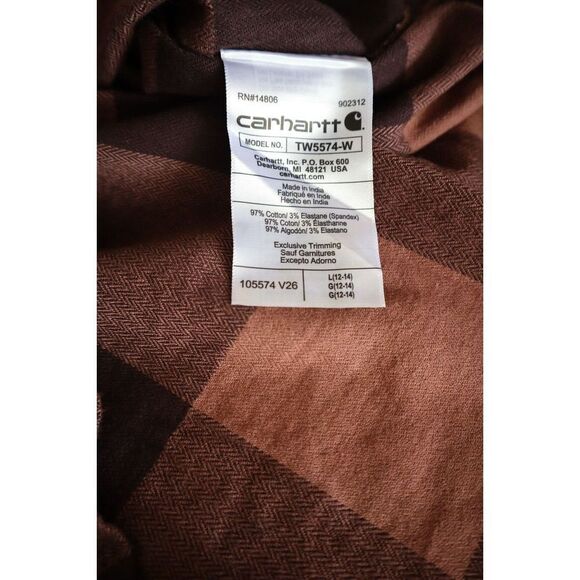 RN#14806 902312
carhartt
MODEL NO. TW5574-W
Carhartt, Inc. P.O. Box 600
Dearborn, MI 48121 USA
carhartt.com
Made in India
Fabriqué en Inde
Hecho en India
97% Cotton/ 3% Elastane (Spandex)
97% Coton/ 3% Élasthanne
97% Algodón/ 3% Elastano
Exclusive Trimming
Sauf Garnitures
Excepto Adorno
105574 V26
L(12-14)
G(12-14)
G(12-14)